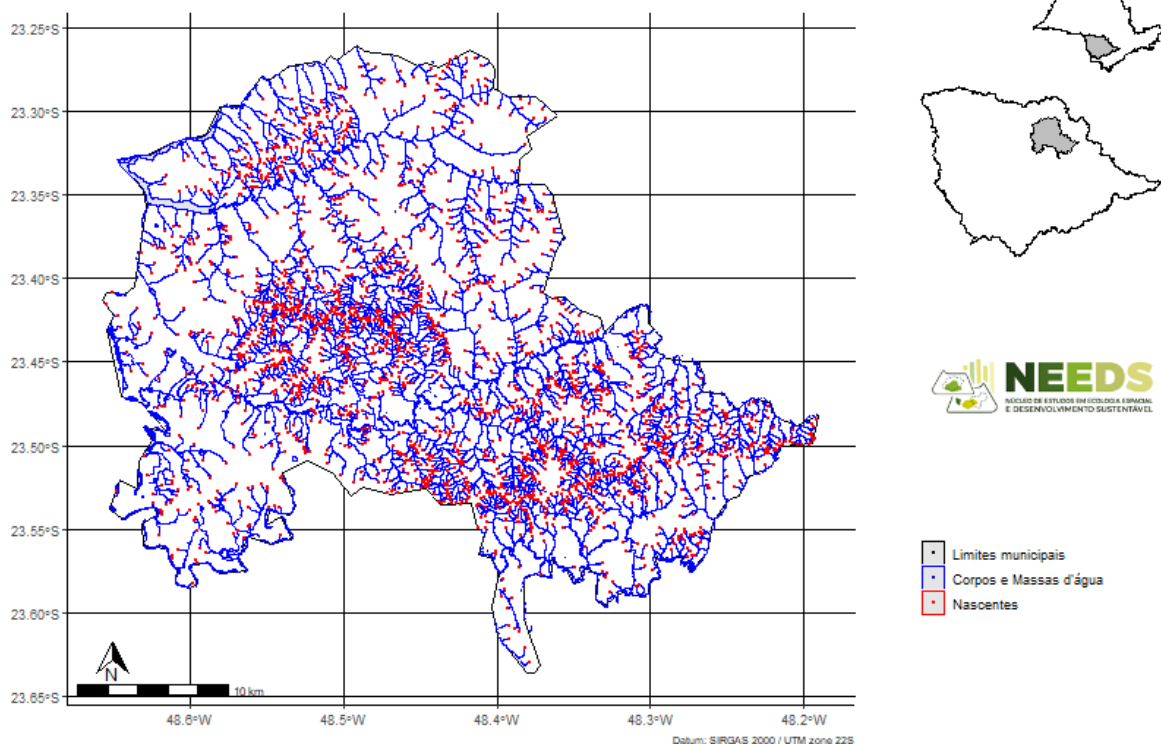 23.25°S
23.30°S
23.35°S
23.40°S
23.45°S
23.50°S
23.55°S
23.60°S
23.65°S
N
10 km
48.6°W
48.5°W
48.4°W
48.3°W
48.2°W
Datum: SIRGAS 2000 / UTM zone 22S
NEEDS
NÚCLEO DE ESTUDOS EM ECOLOGIA ESPACIAL
E DESENVOLVIMENTO SUSTENTÁVEL
Limites municipais
Corpos e Massas d'água
Nascentes